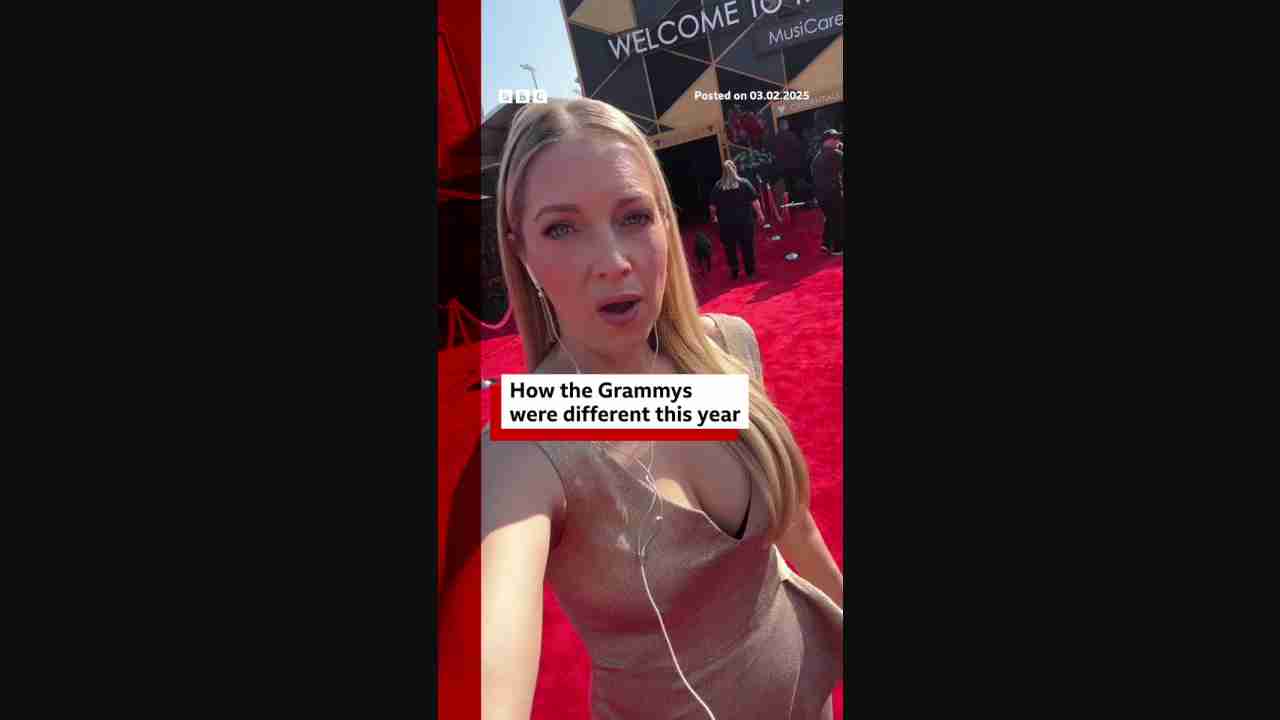 WELCOME TO
MusiCare
BBC
Posted on 03.02.2025
How the Grammys
were different this year